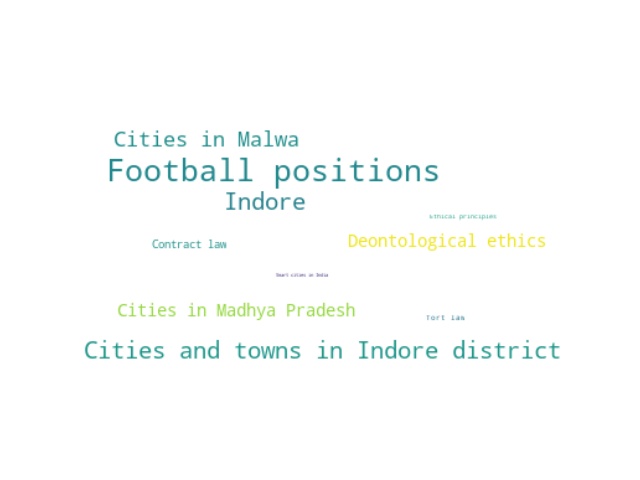 Cities in Malwa
Football positions
Indore
Ethical principles
Deontological ethics
Contract law
Smart cities in India
Cities in Madhya Pradesh
Tort law
Cities and towns in Indore district